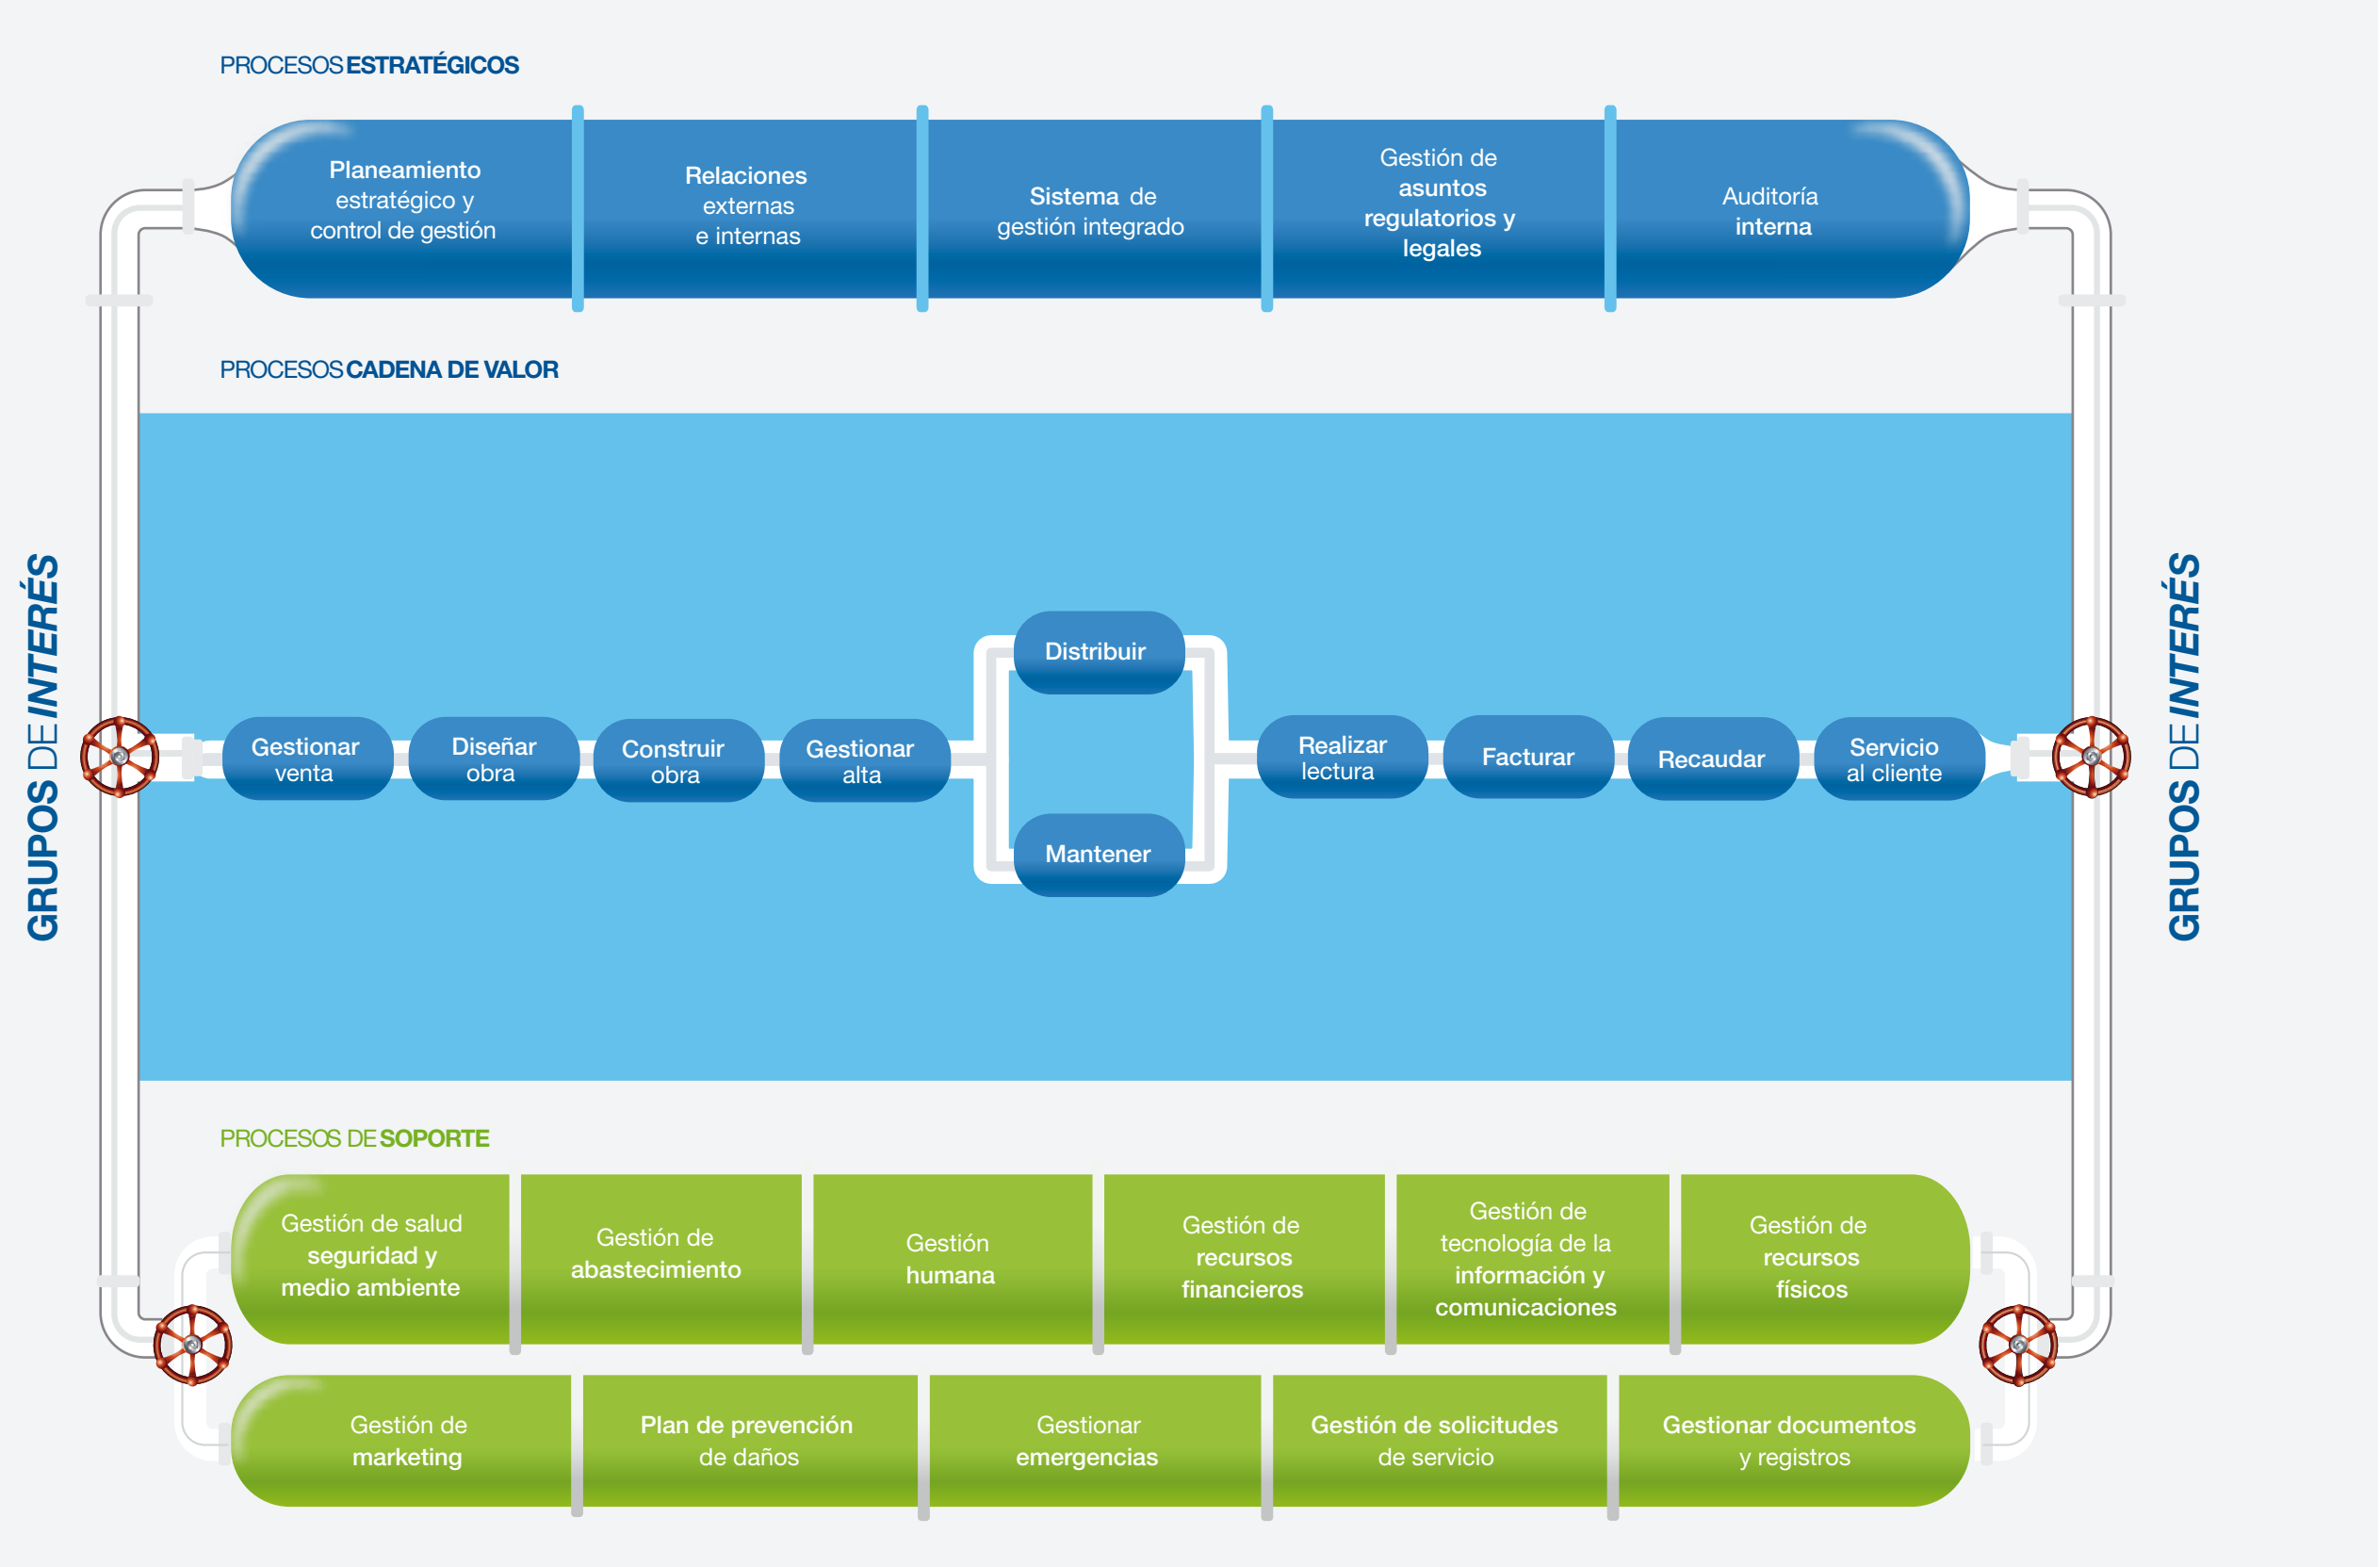 PROCESOS ESTRATÉGICOS
Planeamiento
estratégico y
control de gestión
Relaciones
externas
e internas
Sistema de
gestión integrado
Gestión de
asuntos
regulatorios y
legales
Auditoría
interna
PROCESOS CADENA DE VALOR
GRUPOS DE INTERÉS
Gestionar
venta
Diseñar
obra
Construir
obra
Gestionar
alta
Distribuir
Mantener
Realizar
lectura
Facturar
Recaudar
Servicio
al cliente
GRUPOS DE INTERÉS
PROCESOS DE SOPORTE
Gestión de salud
seguridad y
medio ambiente
Gestión de
abastecimiento
Gestión
humana
Gestión de
recursos
financieros
Gestión de
tecnología de la
información y
comunicaciones
Gestión de
recursos
físicos
Gestión de
marketing
Plan de prevención
de daños
Gestionar
emergencias
Gestión de solicitudes
de servicio
Gestionar documentos
y registros